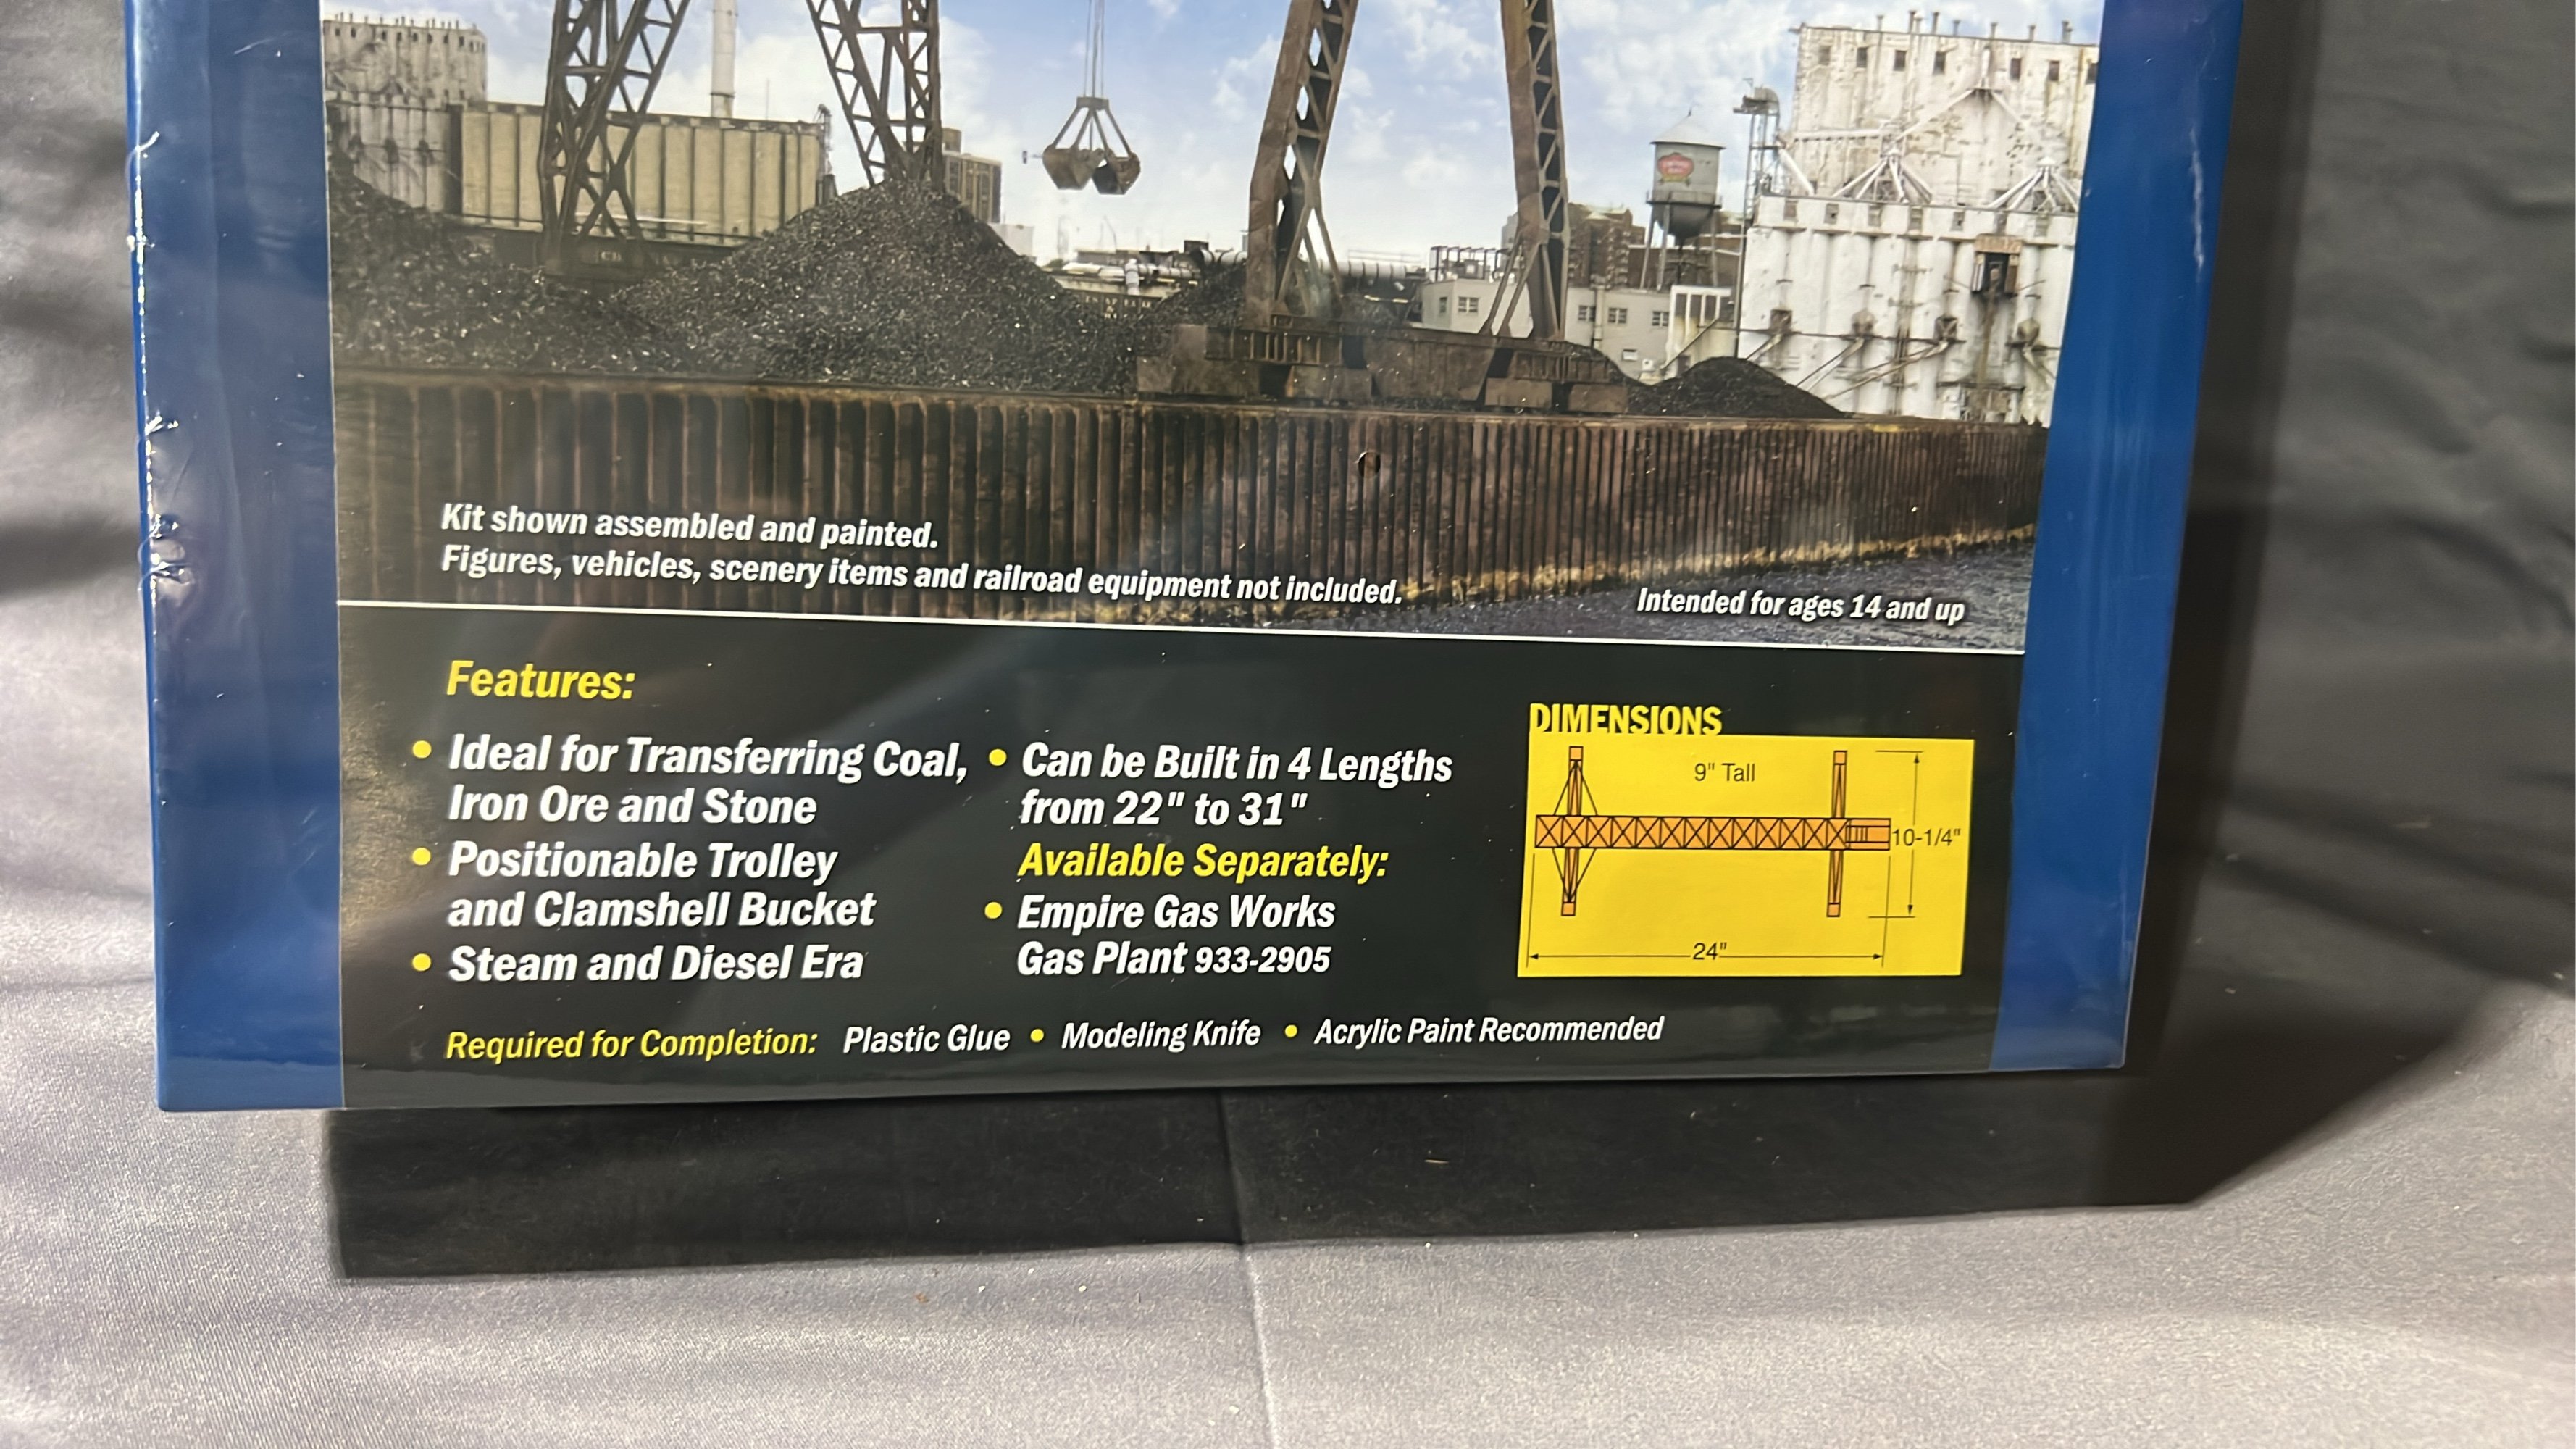 Kit shown assembled and painted.
Figures, vehicles, scenery items and railroad equipment not included.
Intended for ages 14 and up
Features:
• Ideal for Transferring Coal,
Iron Ore and Stone
• Positionable Trolley
and Clamshell Bucket
• Steam and Diesel Era
• Can be Built in 4 Lengths
from 22" to 31"
Available Separately:
• Empire Gas Works
Gas Plant 933-2905
DIMENSIONS
9" Tall
10-1/4"
24"
Required for Completion: Plastic Glue • Modeling Knife • Acrylic Paint Recommended